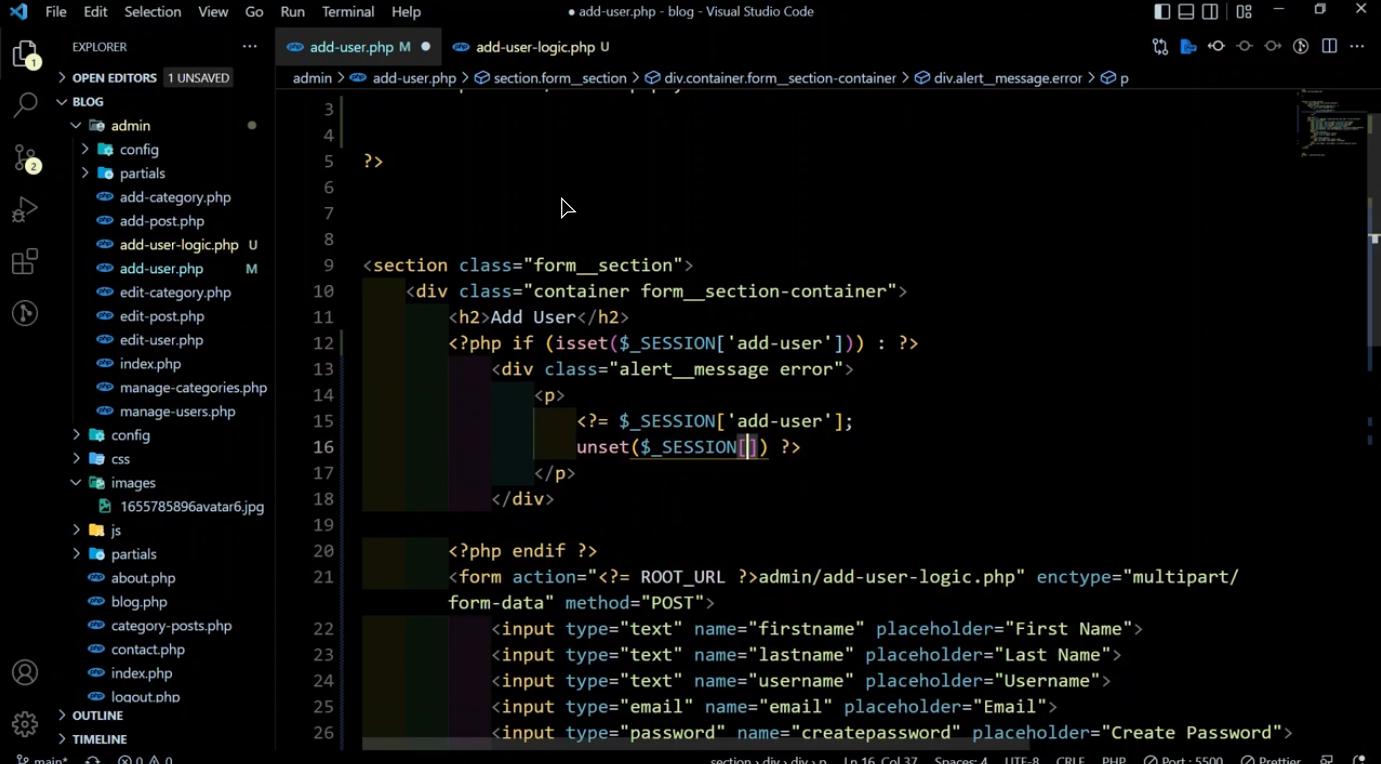 File Edit Selection View Go Run Terminal Help
● add-user.php - blog - Visual Studio Code
EXPLORER
OPEN EDITORS 1 UNSAVED
BLOG
admin
config
partials
add-category.php
add-post.php
add-user-logic.php U
add-user.php M
edit-category.php
edit-post.php
edit-user.php
index.php
manage-categories.php
manage-users.php
config
css
images
1655785896avatar6.jpg
js
partials
about.php
blog.php
category-posts.php
contact.php
index.php
logout.php
OUTLINE
TIMELINE
1
2
add-user.php M ●
add-user-logic.php U
admin > add-user.php > section.form__section > div.container.form__section-container > div.alert__message.error > p
3
4
5 ?>
6
7
8
9 <section class="form__section">
10 <div class="container form__section-container">
11 <h2>Add User</h2>
12 <?php if (isset($_SESSION['add-user'])) : ?>
13 <div class="alert__message error">
14 <p>
15 <?= $_SESSION['add-user'];
16 unset($_SESSION[]) ?>
17 </p>
18 </div>
19
20 <?php endif ?>
21 <form action="<?= ROOT_URL ?>admin/add-user-logic.php" enctype="multipart/
form-data" method="POST">
22 <input type="text" name="firstname" placeholder="First Name">
23 <input type="text" name="lastname" placeholder="Last Name">
24 <input type="text" name="username" placeholder="Username">
25 <input type="email" name="email" placeholder="Email">
26 <input type="password" name="createpassword" placeholder="Create Password">
main* 0 0 section > div > div > p Ln 16, Col 37 Spaces: 4 UTF-8 CRLF PHP Port : 5500 Prettier